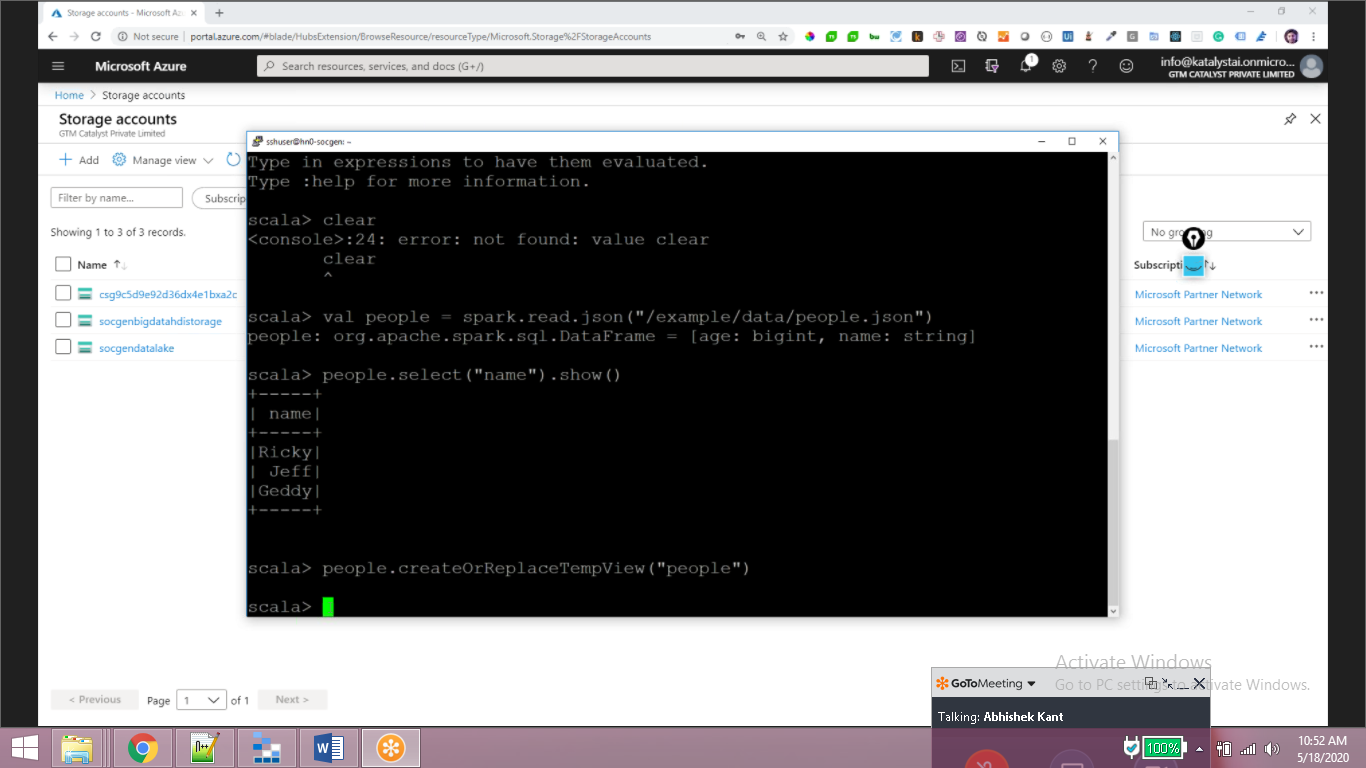 Storage accounts - Microsoft Az
Not secure | portal.azure.com/#blade/HubsExtension/BrowseResource/resourceType/Microsoft.Storage%2FStorageAccounts
Microsoft Azure
Search resources, services, and docs (G+/)
1
info@katalystai.onmicro...
GTM CATALYST PRIVATE LIMITED
Home > Storage accounts
Storage accounts
GTM Catalyst Private Limited
Add
Manage view
Filter by name...
Subscrip
Showing 1 to 3 of 3 records.
No
Name
Subscripti
csg9c5d9e92d36dx4e1bxa2c
Microsoft Partner Network
socgenbigdatahdistorage
Microsoft Partner Network
socgendatalake
Microsoft Partner Network
sshuser@hn0-socgen: ~
Type in expressions to have them evaluated.
Type :help for more information.
scala> clear
<console>:24: error: not found: value clear
clear
^
scala> val people = spark.read.json("/example/data/people.json")
people: org.apache.spark.sql.DataFrame = [age: bigint, name: string]
scala> people.select("name").show()
+-----+
| name|
+-----+
|Ricky|
| Jeff|
|Geddy|
+-----+
scala> people.createOrReplaceTempView("people")
scala>
< Previous
Page
1
of 1
Next >
Activate Windows
Go to PC settings to activate Windows.
GoToMeeting
Talking: Abhishek Kant
100%
10:52 AM
5/18/2020